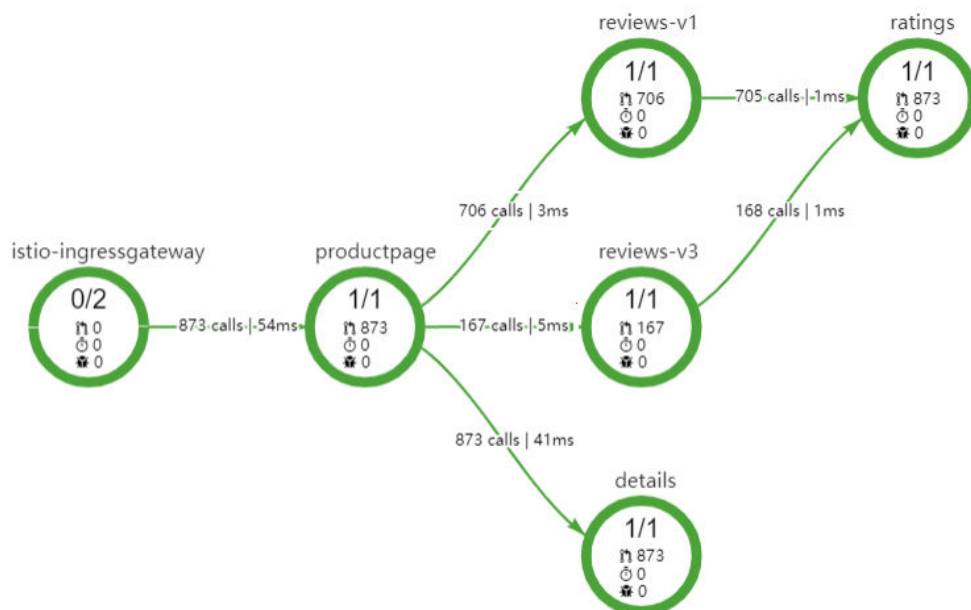 reviews-v1
1/1
706
0
0
ratings
1/1
873
0
0
705 calls | 1ms
706 calls | 3ms
168 calls | 1ms
istio-ingressgateway
0/2
0
0
0
873 calls | 54ms
productpage
1/1
873
0
0
167 calls | 5ms
reviews-v3
1/1
167
0
0
873 calls | 41ms
details
1/1
873
0
0